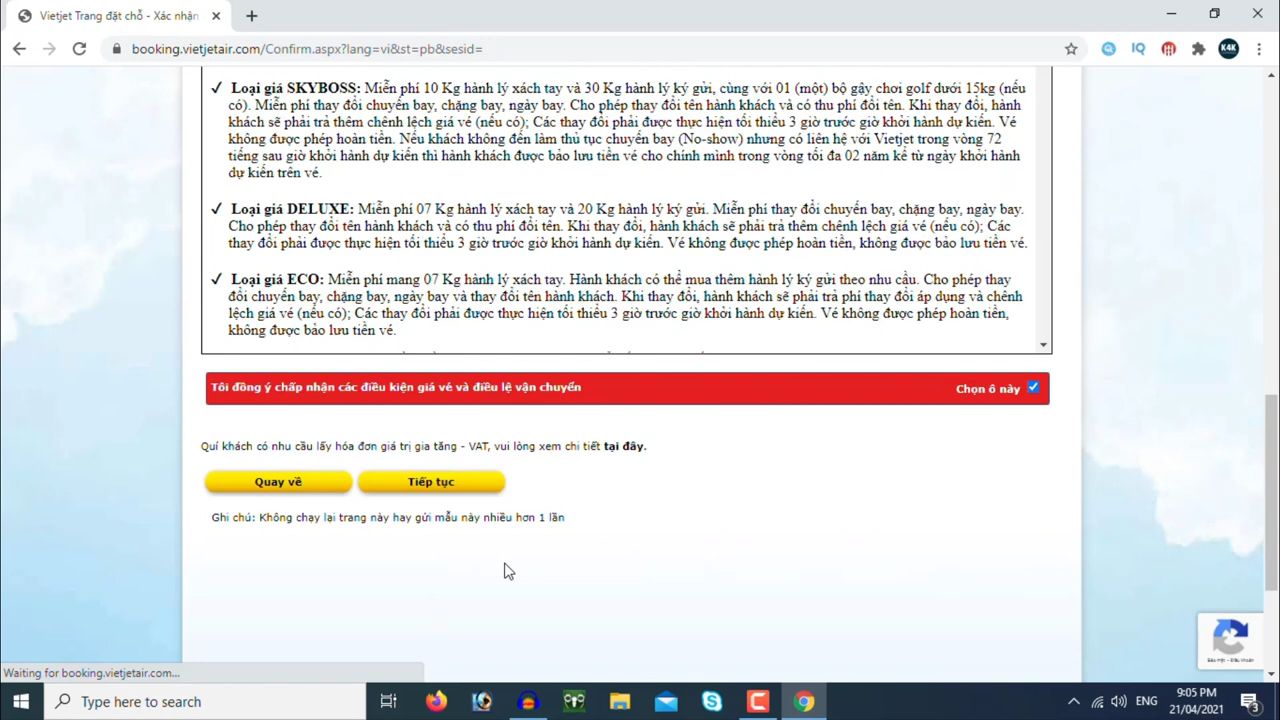 Vietjet Trang đặt chỗ - Xác nhận
booking.vietjetair.com/Confirm.aspx?lang=vi&st=pb&sesid=
IQ
K4K
✓ Loại giá SKYBOSS: Miễn phí 10 Kg hành lý xách tay và 30 Kg hành lý ký gửi, cùng với 01 (một) bộ gậy chơi golf dưới 15kg (nếu
có). Miễn phí thay đổi chuyến bay, chặng bay, ngày bay. Cho phép thay đổi tên hành khách và có thu phí đổi tên. Khi thay đổi, hành
khách sẽ phải trả thêm chênh lệch giá vé (nếu có); Các thay đổi phải được thực hiện tối thiểu 3 giờ trước giờ khởi hành dự kiến. Vé
không được phép hoàn tiền. Nếu khách không đến làm thủ tục chuyến bay (No-show) nhưng có liên hệ với Vietjet trong vòng 72
tiếng sau giờ khởi hành dự kiến thì hành khách được bảo lưu tiền vé cho chính mình trong vòng tối đa 02 năm kể từ ngày khởi hành
dự kiến trên vé.
✓ Loại giá DELUXE: Miễn phí 07 Kg hành lý xách tay và 20 Kg hành lý ký gửi. Miễn phí thay đổi chuyến bay, chặng bay, ngày bay.
Cho phép thay đổi tên hành khách và có thu phí đổi tên. Khi thay đổi, hành khách sẽ phải trả thêm chênh lệch giá vé (nếu có); Các
thay đổi phải được thực hiện tối thiểu 3 giờ trước giờ khởi hành dự kiến. Vé không được phép hoàn tiền, không được bảo lưu tiền vé.
✓ Loại giá ECO: Miễn phí mang 07 Kg hành lý xách tay. Hành khách có thể mua thêm hành lý ký gửi theo nhu cầu. Cho phép thay
đổi chuyến bay, chặng bay, ngày bay và thay đổi tên hành khách. Khi thay đổi, hành khách sẽ phải trả phí thay đổi áp dụng và chênh
lệch giá vé (nếu có); Các thay đổi phải được thực hiện tối thiểu 3 giờ trước giờ khởi hành dự kiến. Vé không được phép hoàn tiền,
không được bảo lưu tiền vé.
Tôi đồng ý chấp nhận các điều kiện giá vé và điều lệ vận chuyển Chọn ô này
Quí khách có nhu cầu lấy hóa đơn giá trị gia tăng - VAT, vui lòng xem chi tiết tại đây.
Quay về Tiếp tục
Ghi chú: Không chạy lại trang này hay gửi mẫu này nhiều hơn 1 lần
Bảo mật - Điều khoản
Waiting for booking.vietjetair.com...
Type here to search
ENG
9:05 PM
21/04/2021
3